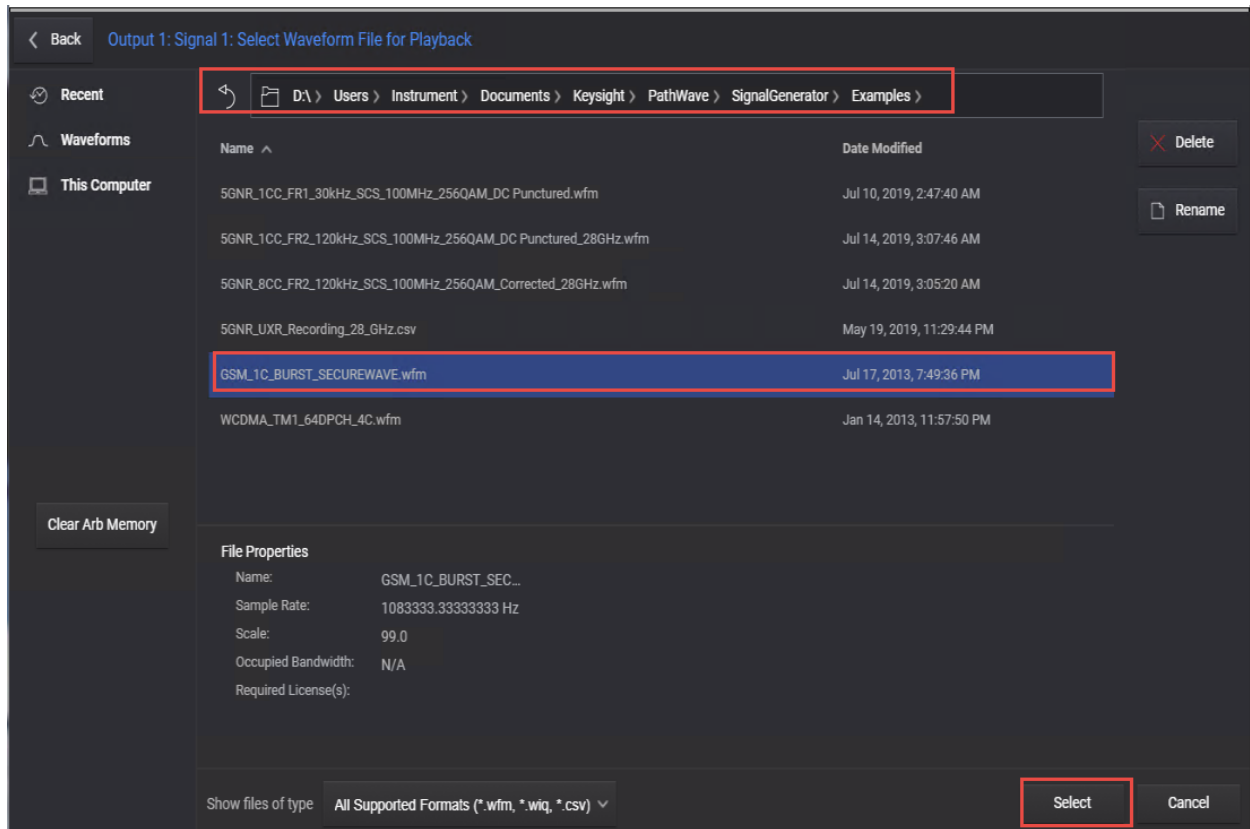 Back Output 1: Signal 1: Select Waveform File for Playback
Recent
Waveforms
This Computer
Clear Arb Memory
D:\ > Users > Instrument > Documents > Keysight > PathWave > SignalGenerator > Examples >
Name Date Modified
5GNR_1CC_FR1_30kHz_SCS_100MHz_256QAM_DC Punctured.wfm Jul 10, 2019, 2:47:40 AM
5GNR_1CC_FR2_120kHz_SCS_100MHz_256QAM_DC Punctured_28GHz.wfm Jul 14, 2019, 3:07:46 AM
5GNR_8CC_FR2_120kHz_SCS_100MHz_256QAM_Corrected_28GHz.wfm Jul 14, 2019, 3:05:20 AM
5GNR_UXR_Recording_28_GHz.csv May 19, 2019, 11:29:44 PM
GSM_1C_BURST_SECUREWAVE.wfm Jul 17, 2013, 7:49:36 PM
WCDMA_TM1_64DPCH_4C.wfm Jan 14, 2013, 11:57:50 PM
Delete
Rename
File Properties
Name: GSM_1C_BURST_SEC...
Sample Rate: 1083333.33333333 Hz
Scale: 99.0
Occupied Bandwidth: N/A
Required License(s):
Show files of type All Supported Formats (*.wfm, *.wiq, *.csv)
Select Cancel